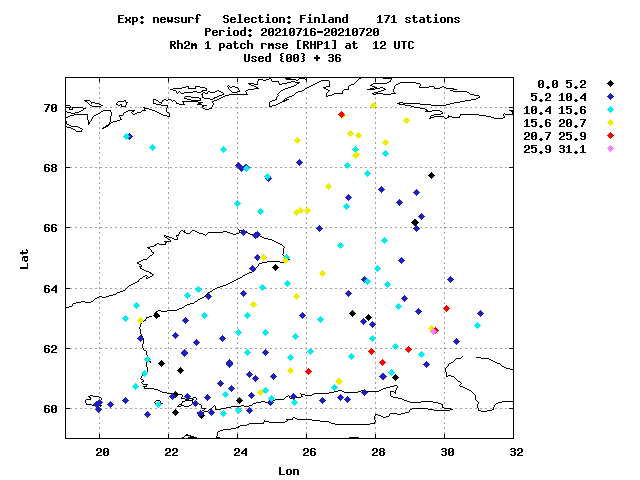 Exp: newsurf   Selection: Finland    171 stations
Period: 20210716-20210720
Rh2m 1 patch rmse [RHP1] at  12 UTC
Used {00} + 36
0.0 5.2
5.2 10.4
10.4 15.6
15.6 20.7
20.7 25.9
25.9 31.1
70
68
66
64
62
60
Lat
20 22 24 26 28 30 32
Lon